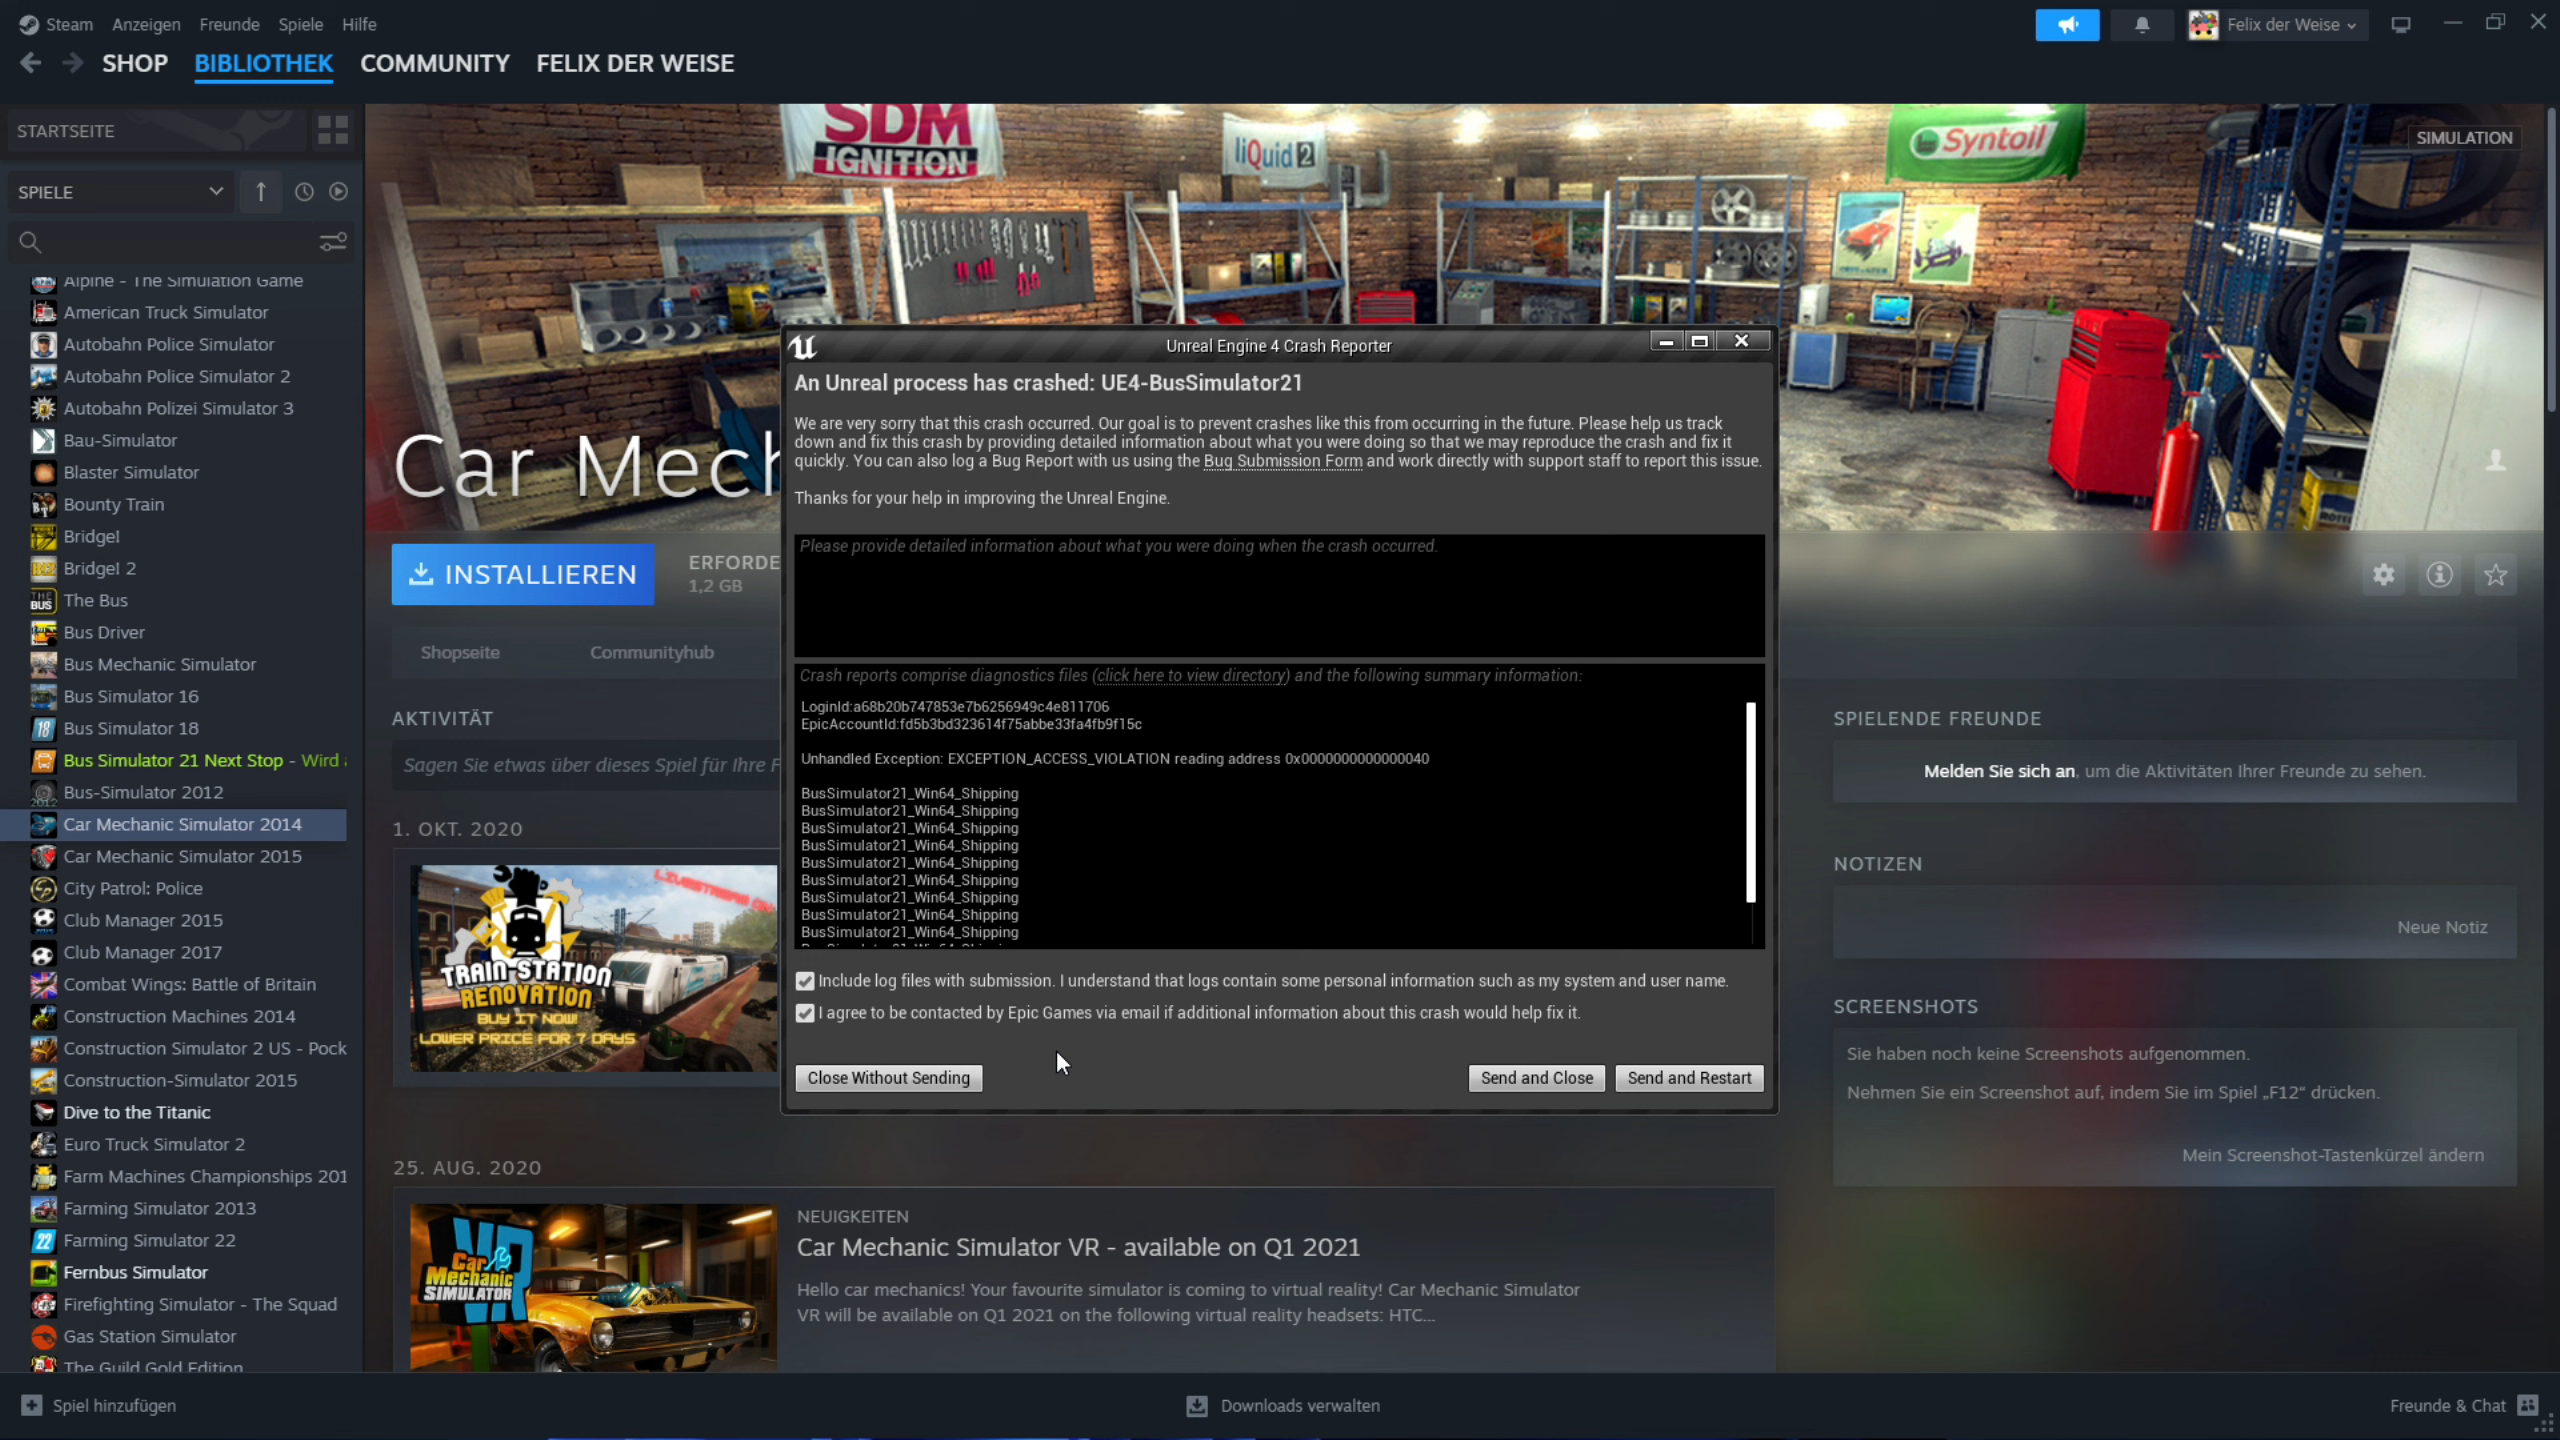 Steam Anzeigen Freunde Spiele Hilfe
Felix der Weise
SHOP BIBLIOTHEK COMMUNITY FELIX DER WEISE
STARTSEITE
SPIELE
Alpine - The Simulation Game
American Truck Simulator
Autobahn Police Simulator
Autobahn Police Simulator 2
Autobahn Polizei Simulator 3
Bau-Simulator
Blaster Simulator
Bounty Train
Bridge!
Bridge! 2
The Bus
Bus Driver
Bus Mechanic Simulator
Bus Simulator 16
Bus Simulator 18
Bus Simulator 21 Next Stop - Wird
Bus-Simulator 2012
Car Mechanic Simulator 2014
Car Mechanic Simulator 2015
City Patrol: Police
Club Manager 2015
Club Manager 2017
Combat Wings: Battle of Britain
Construction Machines 2014
Construction Simulator 2 US - Pock
Construction-Simulator 2015
Dive to the Titanic
Euro Truck Simulator 2
Farm Machines Championships 201
Farming Simulator 2013
Farming Simulator 22
Fernbus Simulator
Firefighting Simulator - The Squad
Gas Station Simulator
The Guild Gold Edition
SDM
IGNITION
liQuid 2
Syntoil
SIMULATION
Car Mech
INSTALLIEREN
ERFORDE
1,2 GB
Shopseite Communityhub
AKTIVITÄT
Sagen Sie etwas über dieses Spiel für Ihre F
1. OKT. 2020
TRAIN-STATION
RENOVATION
BUY IT NOW!
LOWER PRICE FOR 7 DAYS
25. AUG. 2020
Car
Mechanic
SIMULATOR
VR
NEUIGKEITEN
Car Mechanic Simulator VR - available on Q1 2021
Hello car mechanics! Your favourite simulator is coming to virtual reality! Car Mechanic Simulator
VR will be available on Q1 2021 on the following virtual reality headsets: HTC...
Unreal Engine 4 Crash Reporter
An Unreal process has crashed: UE4-BusSimulator21
We are very sorry that this crash occurred. Our goal is to prevent crashes like this from occurring in the future. Please help us track
down and fix this crash by providing detailed information about what you were doing so that we may reproduce the crash and fix it
quickly. You can also log a Bug Report with us using the Bug Submission Form and work directly with support staff to report this issue.
Thanks for your help in improving the Unreal Engine.
Please provide detailed information about what you were doing when the crash occurred.
Crash reports comprise diagnostics files (click here to view directory) and the following summary information:
LoginId:a68b20b747853e7b6256949c4e811706
EpicAccountId:fd5b3bd323614f75abbe33fa4fb9f15c
Unhandled Exception: EXCEPTION_ACCESS_VIOLATION reading address 0x0000000000000040
BusSimulator21_Win64_Shipping
BusSimulator21_Win64_Shipping
BusSimulator21_Win64_Shipping
BusSimulator21_Win64_Shipping
BusSimulator21_Win64_Shipping
BusSimulator21_Win64_Shipping
BusSimulator21_Win64_Shipping
BusSimulator21_Win64_Shipping
BusSimulator21_Win64_Shipping
BusSimulator21_Win64_Shipping
Include log files with submission. I understand that logs contain some personal information such as my system and user name.
I agree to be contacted by Epic Games via email if additional information about this crash would help fix it.
Close Without Sending Send and Close Send and Restart
SPIELENDE FREUNDE
Melden Sie sich an, um die Aktivitäten Ihrer Freunde zu sehen.
NOTIZEN
Neue Notiz
SCREENSHOTS
Sie haben noch keine Screenshots aufgenommen.
Nehmen Sie ein Screenshot auf, indem Sie im Spiel „F12“ drücken.
Mein Screenshot-Tastenkürzel ändern
Spiel hinzufügen
Downloads verwalten
Freunde & Chat